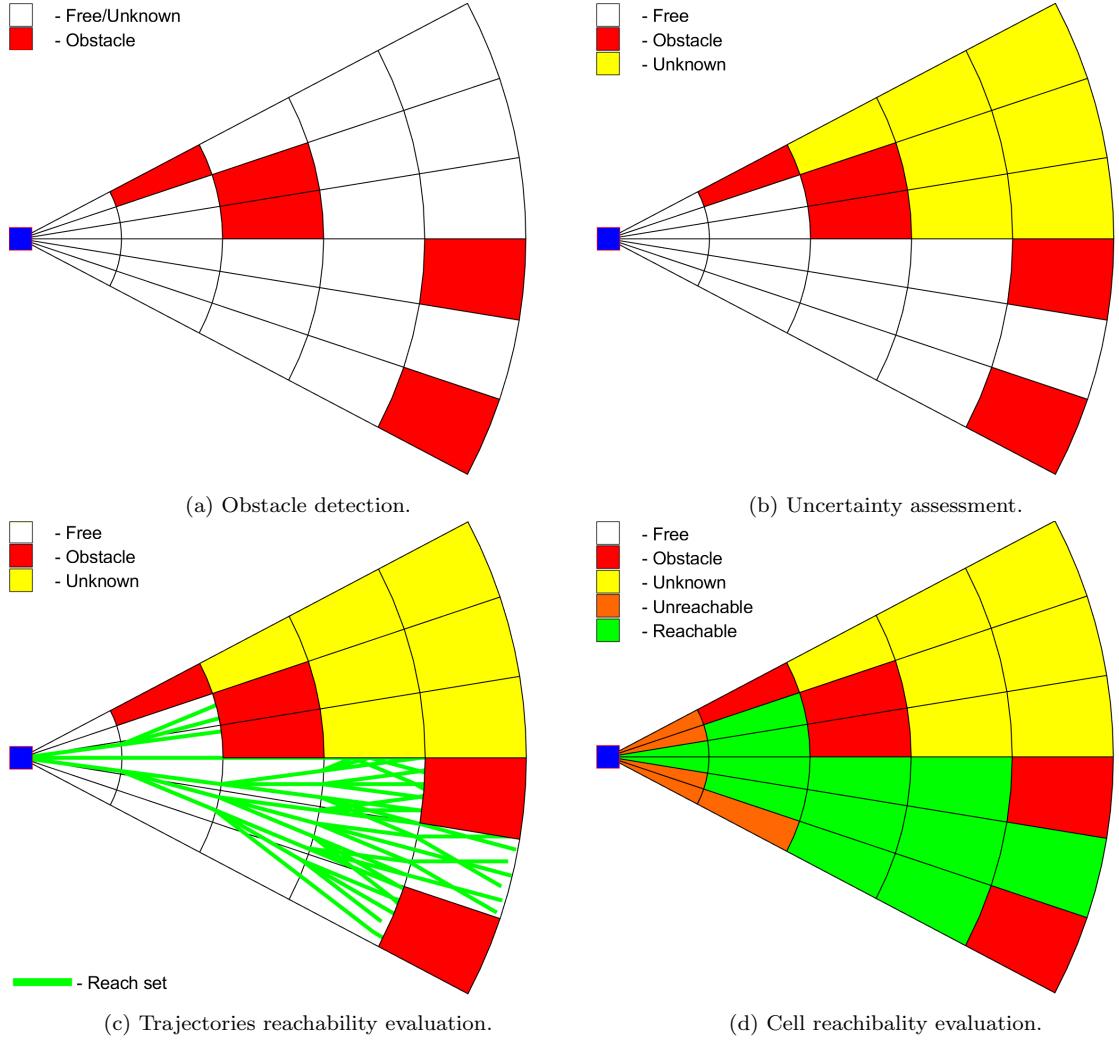 - Free/Unknown
- Obstacle
- Free
- Obstacle
- Unknown
(a) Obstacle detection.
(b) Uncertainty assessment.
- Free
- Obstacle
- Unknown
- Reach set
- Free
- Obstacle
- Unknown
- Unreachable
- Reachable
(c) Trajectories reachability evaluation.
(d) Cell reachibality evaluation.